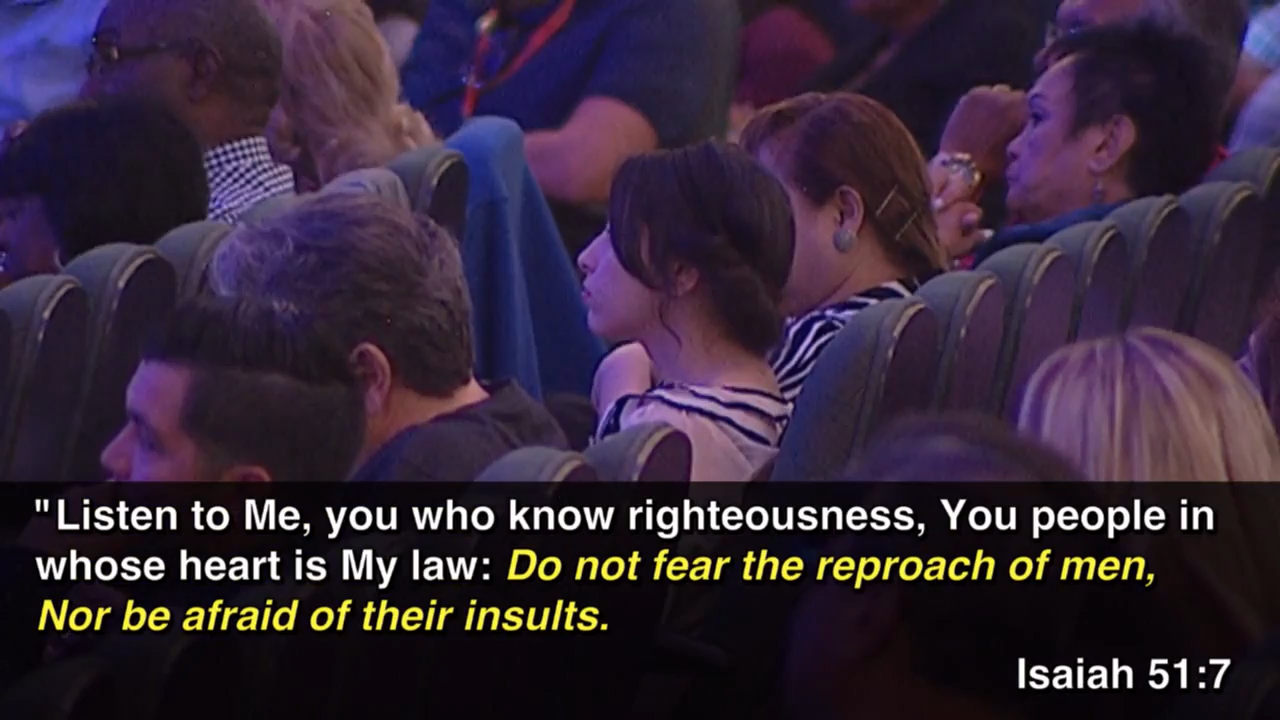 "Listen to Me, you who know righteousness, You people in
whose heart is My law: Do not fear the reproach of men,
Nor be afraid of their insults.
Isaiah 51:7